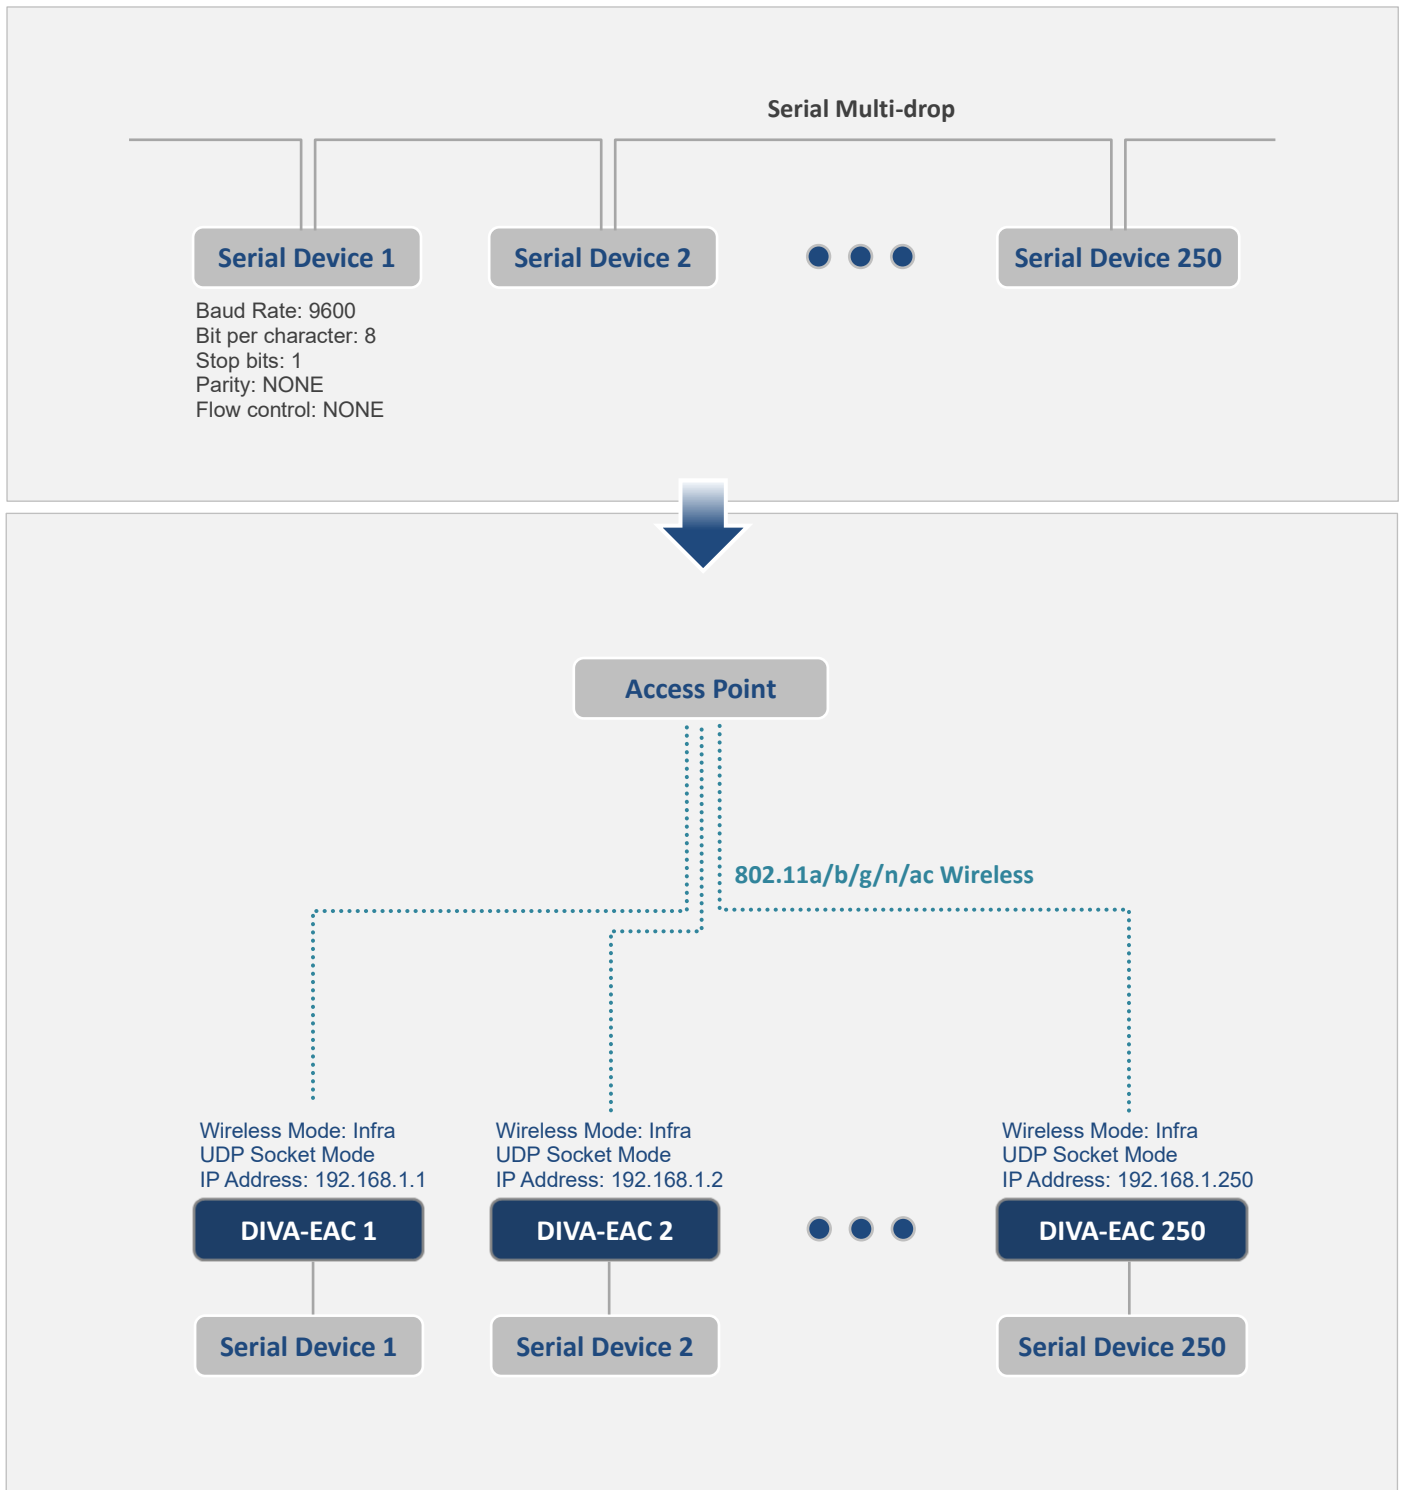 Serial Multi-drop
Serial Device 1
Serial Device 2
Serial Device 250
Baud Rate: 9600
Bit per character: 8
Stop bits: 1
Parity: NONE
Flow control: NONE
Access Point
802.11a/b/g/n/ac Wireless
Wireless Mode: Infra
UDP Socket Mode
IP Address: 192.168.1.1
Wireless Mode: Infra
UDP Socket Mode
IP Address: 192.168.1.2
Wireless Mode: Infra
UDP Socket Mode
IP Address: 192.168.1.250
DIVA-EAC 1
DIVA-EAC 2
DIVA-EAC 250
Serial Device 1
Serial Device 2
Serial Device 250